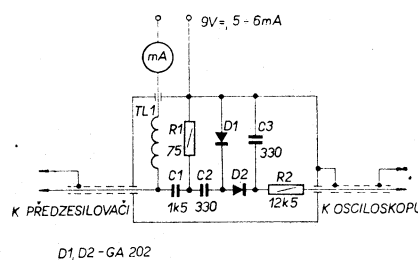 9V=, 5-6mA
mA
TL1
R1
75
D1
C3
330
C1
1k5
C2
330
D2
R2
12k5
K PŘEDZESILOVAČI
K OSCILOSKOPU
D1, D2-GA 202